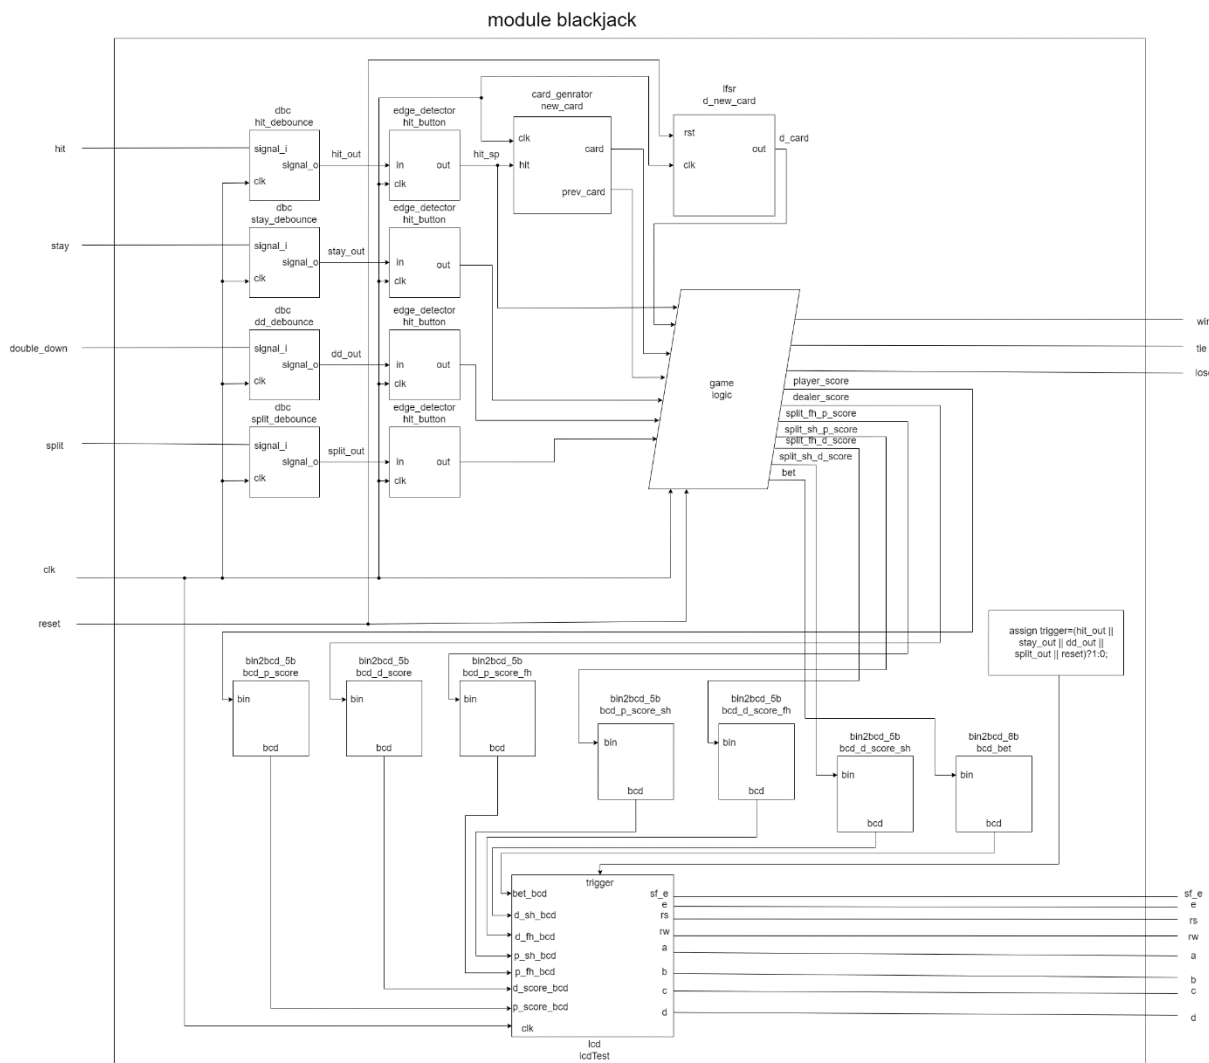 module blackjack
hit
stay
double_down
split
clk
reset
dbc
hit_debounce
signal_i
signal_o
clk
hit_out
dbc
stay_debounce
signal_i
signal_o
clk
stay_out
dbc
dd_debounce
signal_i
signal_o
clk
dd_out
dbc
split_debounce
signal_i
signal_o
clk
split_out
edge_detector
hit_button
in
out
clk
hit_sp
edge_detector
hit_button
in
out
clk
edge_detector
hit_button
in
out
clk
edge_detector
hit_button
in
out
clk
card_genrator
new_card
clk
hit
card
prev_card
lfsr
d_new_card
rst
clk
out
d_card
game
logic
win
tie
lose
player_score
dealer_score
split_fh_p_score
split_sh_p_score
split_fh_d_score
split_sh_d_score
bet
assign trigger=(hit_out ||
stay_out || dd_out ||
split_out || reset)?1:0;
bin2bcd_5b
bcd_p_score
bin
bcd
bin2bcd_5b
bcd_d_score
bin
bcd
bin2bcd_5b
bcd_p_score_fh
bin
bcd
bin2bcd_5b
bcd_p_score_sh
bin
bcd
bin2bcd_5b
bcd_d_score_fh
bin
bcd
bin2bcd_5b
bcd_d_score_sh
bin
bcd
bin2bcd_8b
bcd_bet
bin
bcd
trigger
bet_bcd
d_sh_bcd
d_fh_bcd
p_sh_bcd
p_fh_bcd
d_score_bcd
p_score_bcd
clk
sf_e
e
rs
rw
a
b
c
d
lcd
lcdTest
sf_e
e
rs
rw
a
b
c
d